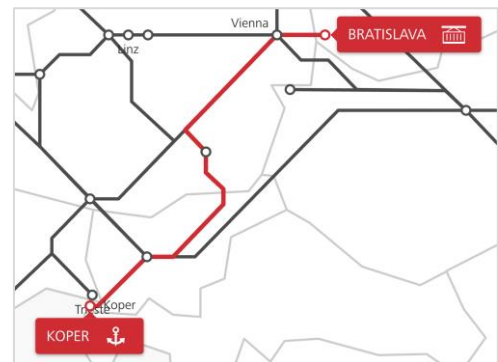 Vienna
BRATISLAVA
Linz
Koper
Trieste
KOPER